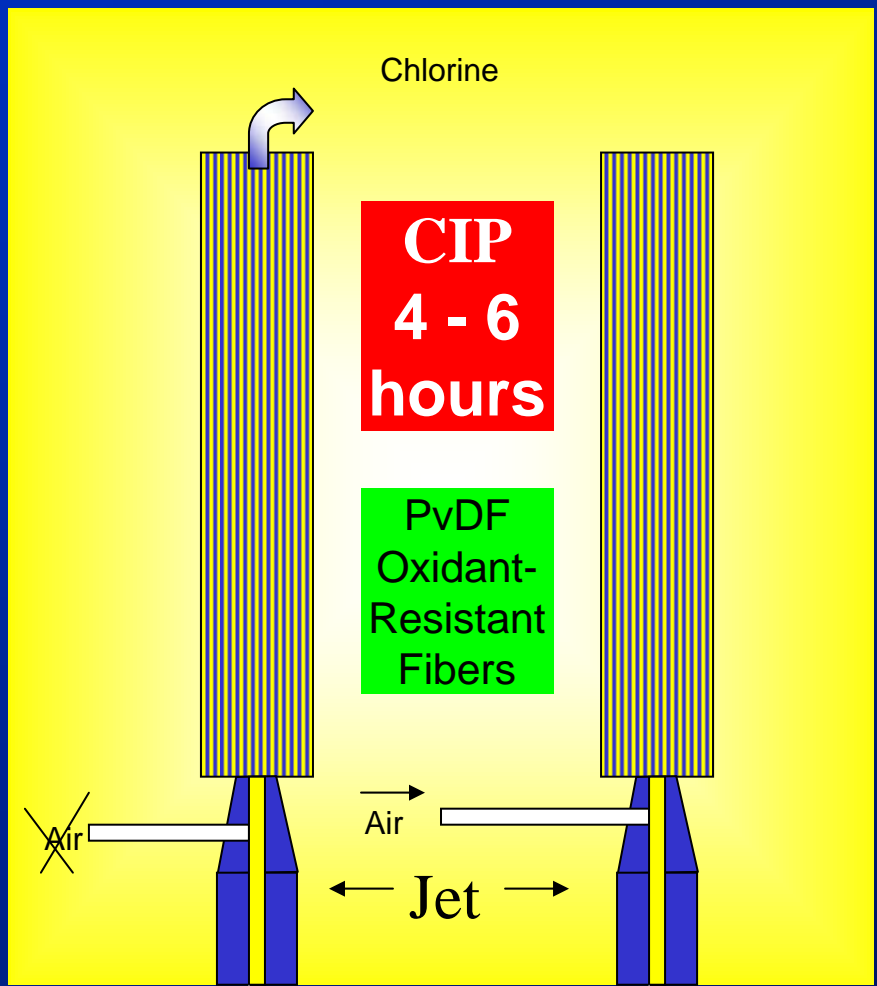 Chlorine
CIP
4 - 6
hours
PvDF
Oxidant-
Resistant
Fibers
Air
Air
Jet